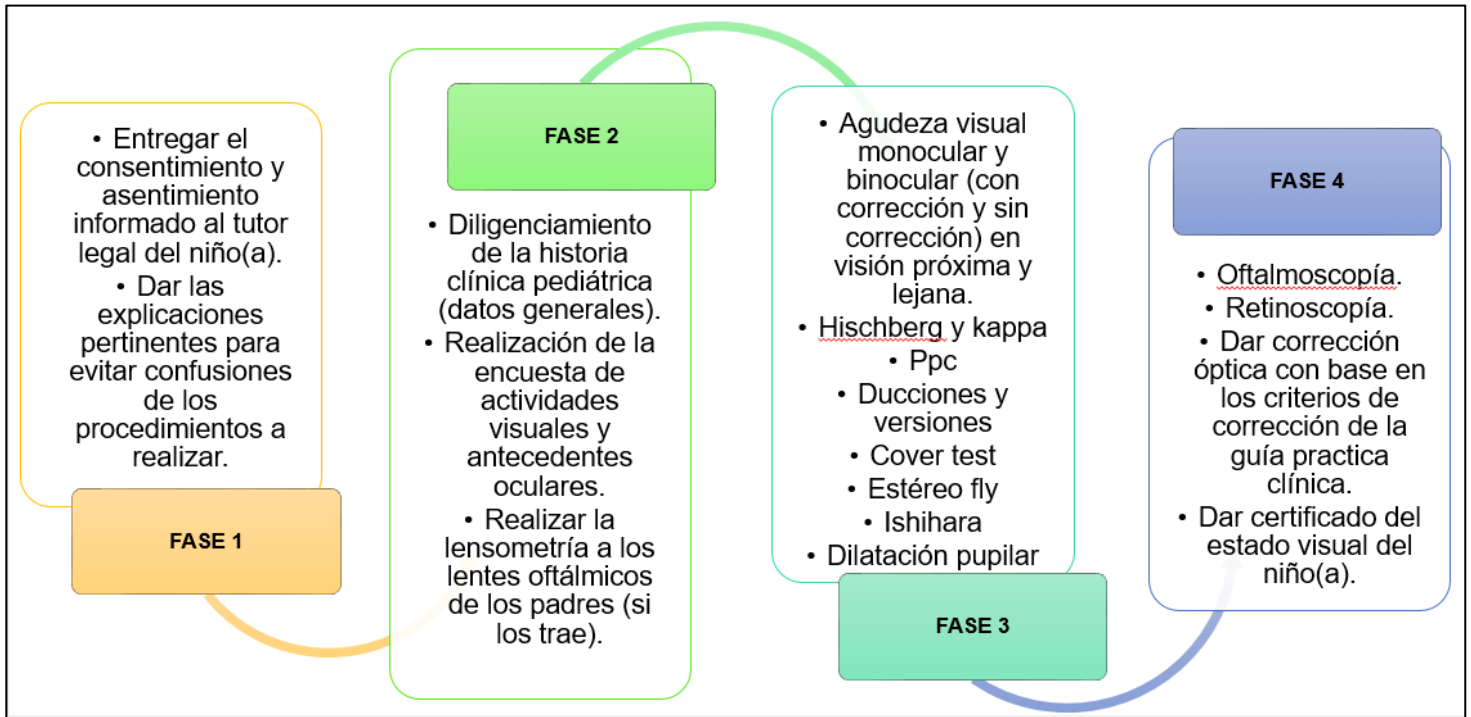 • Entregar el
consentimiento y
asentimiento
informado al tutor
legal del niño(a).
• Dar las
explicaciones
pertinentes para
evitar confusiones
de los
procedimientos a
realizar.
FASE 1
FASE 2
• Diligenciamiento
de la historia
clínica pediátrica
(datos generales).
• Realización de la
encuesta de
actividades
visuales y
antecedentes
oculares.
• Realizar la
lensometría a los
lentes oftálmicos
de los padres (si
los trae).
• Agudeza visual
monocular y
binocular (con
corrección y sin
corrección) en
visión próxima y
lejana.
• Hischberg y kappa
• Ppc
• Ducciones y
versiones
• Cover test
• Estéreo fly
• Ishihara
• Dilatación pupilar
FASE 3
FASE 4
• Oftalmoscopía.
• Retinoscopía.
• Dar corrección
óptica con base en
los criterios de
corrección de la
guía practica
clínica.
• Dar certificado del
estado visual del
niño(a).